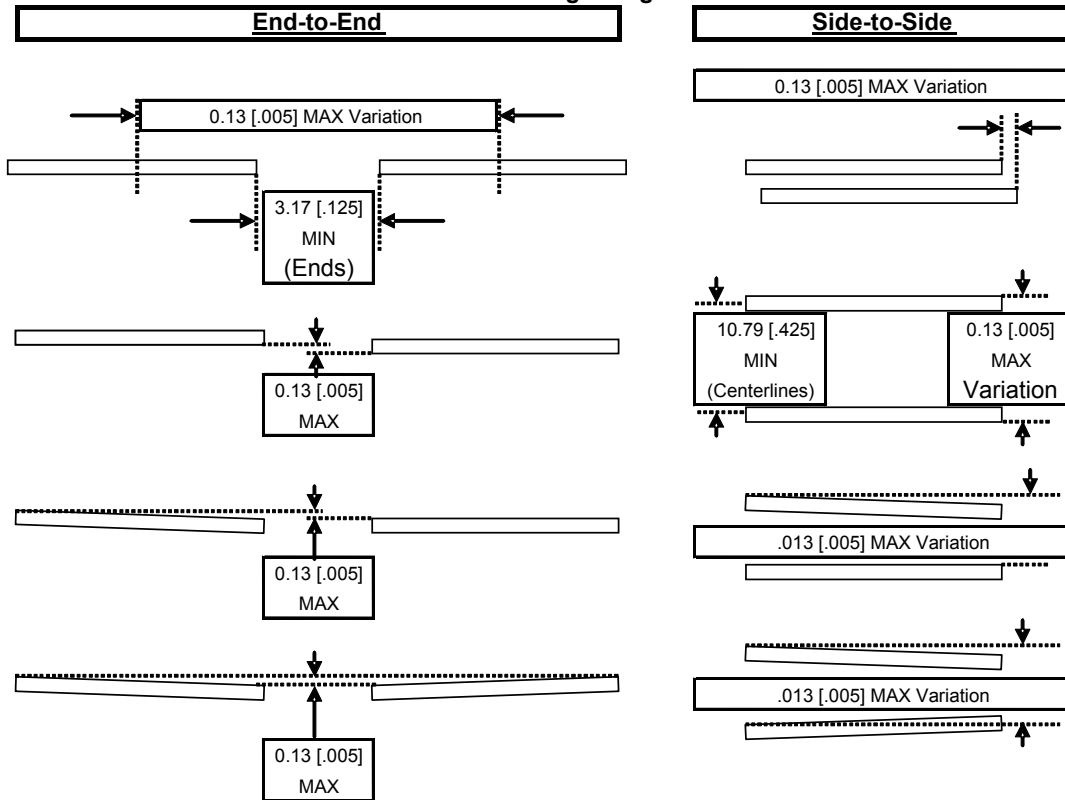 End-to-End
0.13 [.005] MAX Variation
3.17 [.125]
MIN
(Ends)
0.13 [.005]
MAX
0.13 [.005]
MAX
0.13 [.005]
MAX
Side-to-Side
0.13 [.005] MAX Variation
10.79 [.425]
MIN
(Centerlines)
0.13 [.005]
MAX
Variation
.013 [.005] MAX Variation
.013 [.005] MAX Variation